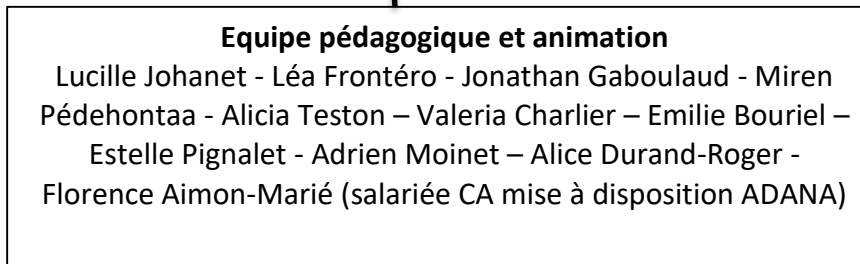 Equipe pédagogique et animation
Lucille Johanet - Léa Frontéro - Jonathan Gaboulaud - Miren
Pédehontaa - Alicia Teston – Valeria Charlier – Emilie Bouriel –
Estelle Pignalet - Adrien Moinet – Alice Durand-Roger -
Florence Aimon-Marié (salariée CA mise à disposition ADANA)